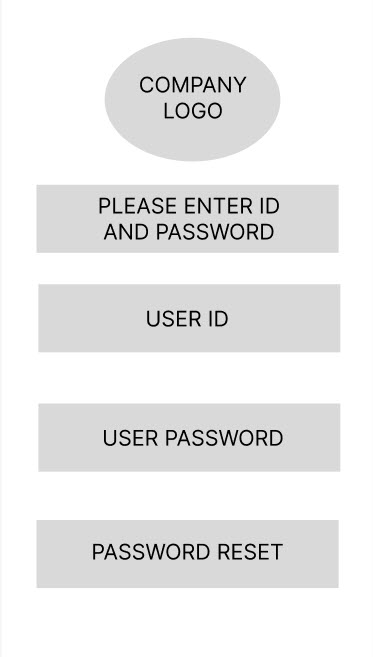 COMPANY
LOGO
PLEASE ENTER ID
AND PASSWORD
USER ID
USER PASSWORD
PASSWORD RESET